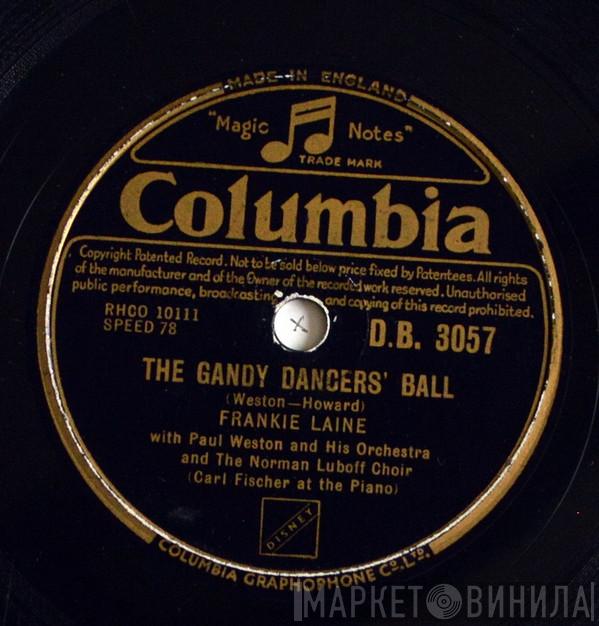 MADE IN ENGLAND
"Magic Notes"
TRADE MARK
Columbia
Copyright Patented Record. Not to be sold below price fixed by Patentees. All rights
of the manufacturer and of the Owner of the recorded work reserved. Unauthorised
public performance, broadcasting and copying of this record prohibited.
RHCO 10111
SPEED 78
D.B. 3057
THE GANDY DANCERS' BALL
(Weston—Howard)
FRANKIE LAINE
with Paul Weston and His Orchestra
and The Norman Luboff Choir
(Carl Fischer at the Piano)
DISNEY
COLUMBIA GRAPHOPHONE CO. LTD.
МАРКЕТ ВИНИЛА